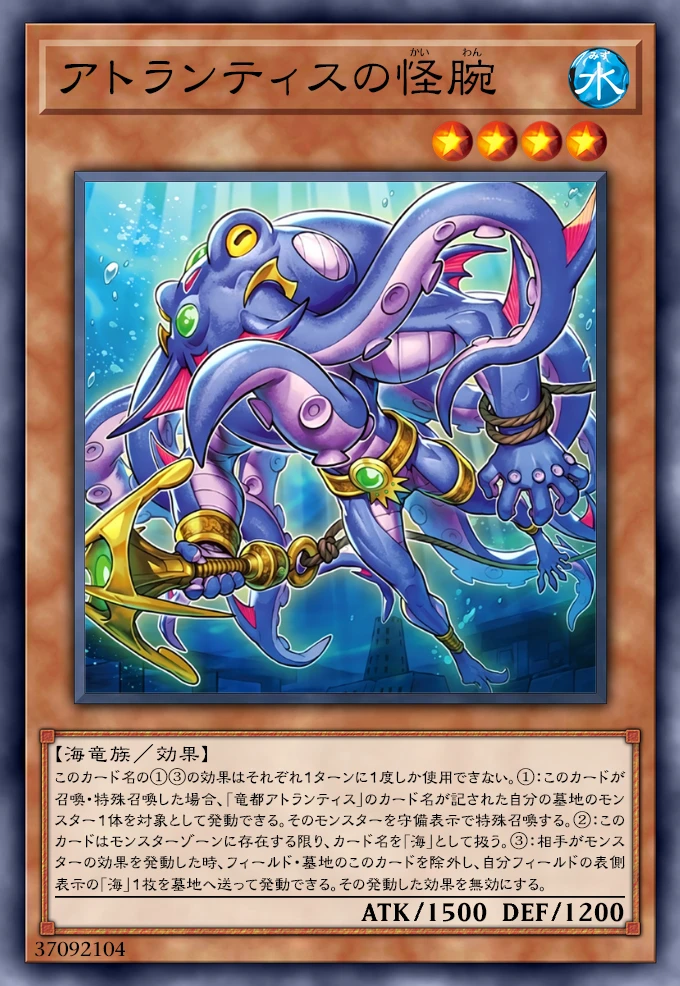 アトランティスの怪腕
かい わん
水
みず
【海竜族／効果】
このカード名の①③の効果はそれぞれ1ターンに1度しか使用できない。①：このカードが
召喚・特殊召喚した場合、「竜都アトランティス」のカード名が記された自分の墓地のモン
スター1体を対象として発動できる。そのモンスターを守備表示で特殊召喚する。②：この
カードはモンスターゾーンに存在する限り、カード名を「海」として扱う。③：相手がモンス
ターの効果を発動した時、フィールド・墓地のこのカードを除外し、自分フィールドの表側
表示の「海」1枚を墓地へ送って発動できる。その発動した効果を無効にする。
ATK/1500 DEF/1200
37092104